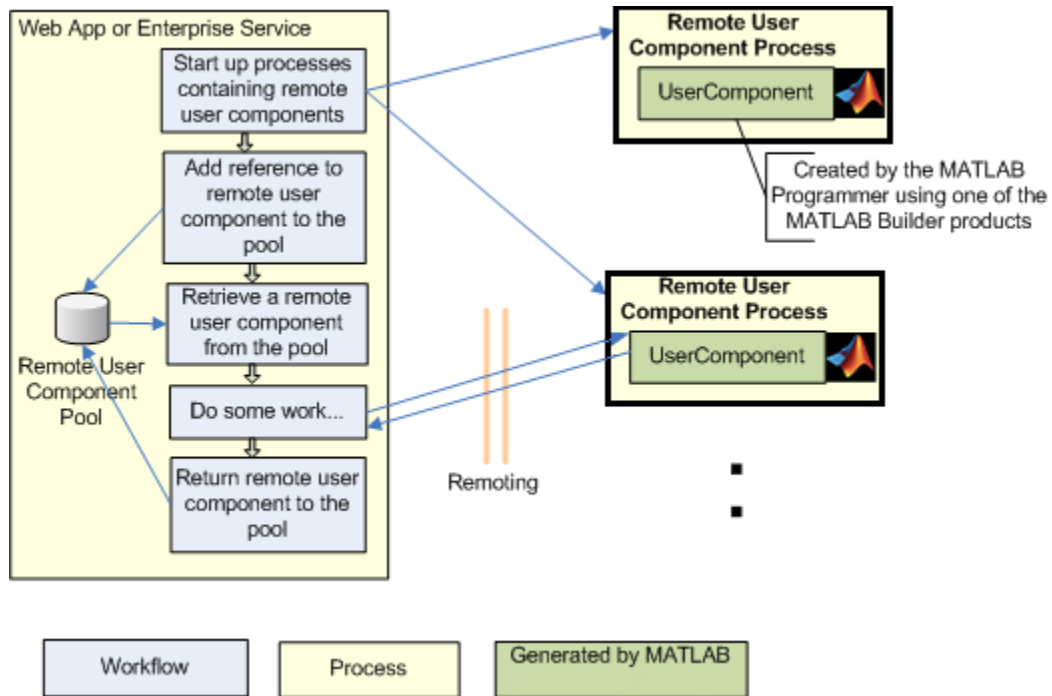 Web App or Enterprise Service
Start up processes
containing remote
user components
Add reference to
remote user
component to the
pool
Retrieve a remote
user component
from the pool
Remote User
Component
Pool
Do some work...
Return remote user
component to the
pool
Remoting
Remote User
Component Process
UserComponent
Created by the MATLAB
Programmer using one of the
MATLAB Builder products
Remote User
Component Process
UserComponent
Workflow
Process
Generated by MATLAB